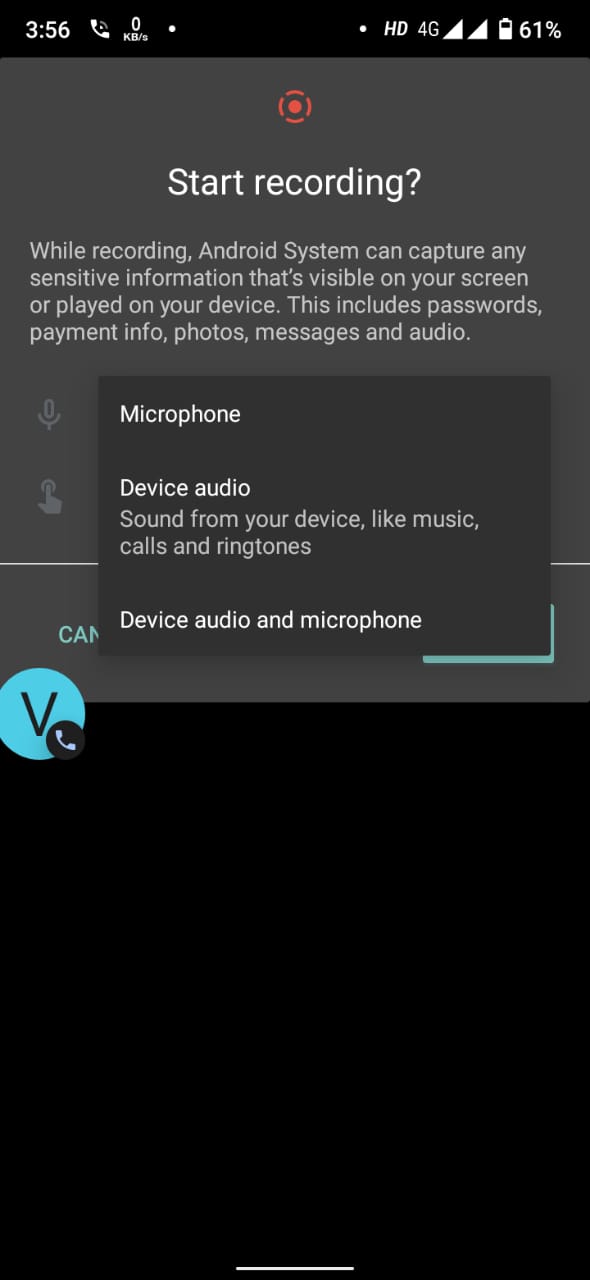 3:56 0 KB/s HD 4G 61%
Start recording?
While recording, Android System can capture any
sensitive information that's visible on your screen
or played on your device. This includes passwords,
payment info, photos, messages and audio.
Microphone
Device audio
Sound from your device, like music,
calls and ringtones
Device audio and microphone
CAN
V